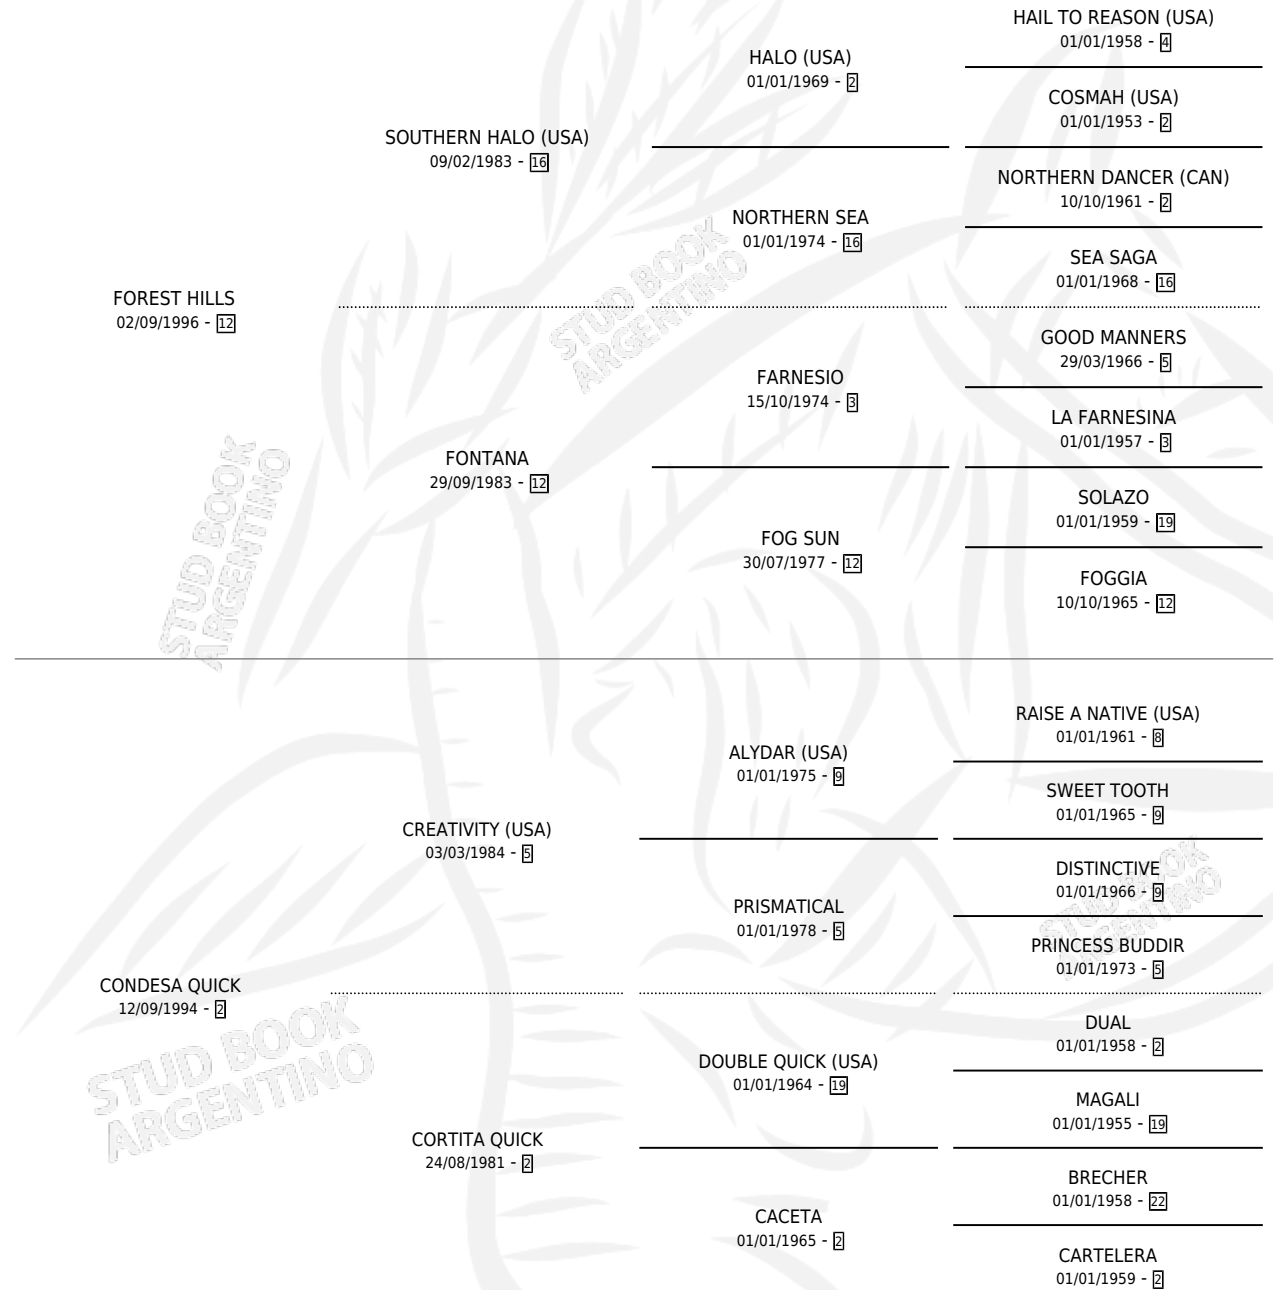 HAIL TO REASON (USA)
01/01/1958 - 4
HALO (USA)
01/01/1969 - 2
COSMAH (USA)
01/01/1953 - 2
SOUTHERN HALO (USA)
09/02/1983 - 16
NORTHERN DANCER (CAN)
10/10/1961 - 2
NORTHERN SEA
01/01/1974 - 16
SEA SAGA
01/01/1968 - 16
FOREST HILLS
02/09/1996 - 12
GOOD MANNERS
29/03/1966 - 5
FARNESIO
15/10/1974 - 3
LA FARNESINA
01/01/1957 - 3
FONTANA
29/09/1983 - 12
SOLAZO
01/01/1959 - 19
FOG SUN
30/07/1977 - 12
FOGGIA
10/10/1965 - 12
RAISE A NATIVE (USA)
01/01/1961 - 8
ALYDAR (USA)
01/01/1975 - 9
SWEET TOOTH
01/01/1965 - 9
CREATIVITY (USA)
03/03/1984 - 5
DISTINCTIVE
01/01/1966 - 9
PRISMATICAL
01/01/1978 - 5
PRINCESS BUDDIR
01/01/1973 - 5
CONDESA QUICK
12/09/1994 - 2
DUAL
01/01/1958 - 2
DOUBLE QUICK (USA)
01/01/1964 - 19
MAGALI
01/01/1955 - 19
CORTITA QUICK
24/08/1981 - 2
BRECHER
01/01/1958 - 22
CACETA
01/01/1965 - 2
CARTELERA
01/01/1959 - 2
STUD BOOK
ARGENTINO
STUD BOOK
ARGENTINO
STUD BOOK
ARGENTINO
STUD BOOK
ARGENTINO